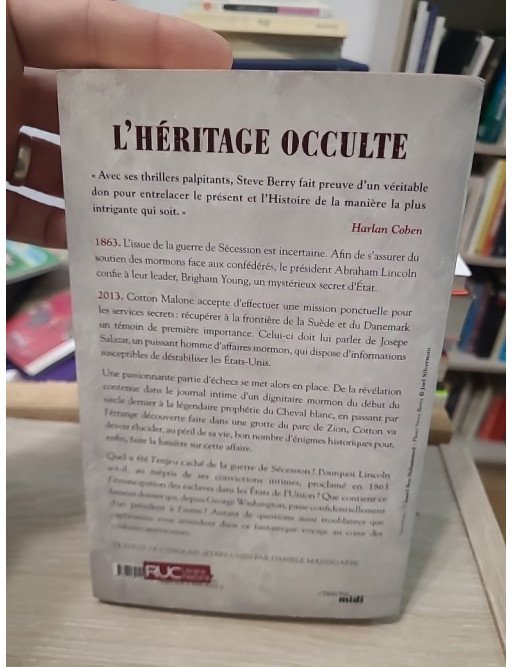 L'HÉRITAGE OCCULTE
« Avec ses thrillers palpitants, Steve Berry fait preuve d'un véritable
don pour entrelacer le présent et l'Histoire de la manière la plus
intrigante qui soit. »
Harlan Coben
1863. L'issue de la guerre de Sécession est incertaine. Afin de s'assurer du
soutien des mormons face aux confédérés, le président Abraham Lincoln
confie à leur leader, Brigham Young, un mystérieux secret d'État.
2013. Cotton Malone accepte d'effectuer une mission ponctuelle pour
les services secrets : récupérer à la frontière de la Suède et du Danemark
un témoin de première importance. Celui-ci doit lui parler de Josepe
Salazar, un puissant homme d'affaires mormon, qui dispose d'informations
susceptibles de déstabiliser les États-Unis.
Une passionnante partie d'échecs se met alors en place. De la révélation
contenue dans le journal intime d'un dignitaire mormon du début du
siècle dernier à la légendaire prophétie du Cheval blanc, en passant par
l'étrange découverte faite dans une grotte du parc de Zion, Cotton va
devoir élucider, au péril de sa vie, bon nombre d'énigmes historiques pour,
enfin, faire la lumière sur cette affaire.
Quel a été l'enjeu caché de la guerre de Sécession ? Pourquoi Lincoln
a-t-il, au mépris de ses convictions intimes, proclamé en 1863
l'émancipation des esclaves dans les États de l'Union ? Que contient ce
fameux dossier qui, depuis George Washington, passe confidentiellement
d'un président à l'autre ? Autant de questions aussi troublantes que
captivantes vous attendent dans ce fantastique voyage au cœur des
TRADUIT DE L'ANGLAIS (ÉTATS-UNIS) PAR DANIÈLE MAZINGARBE
RUC
cherche
midi
© Joel Silverman